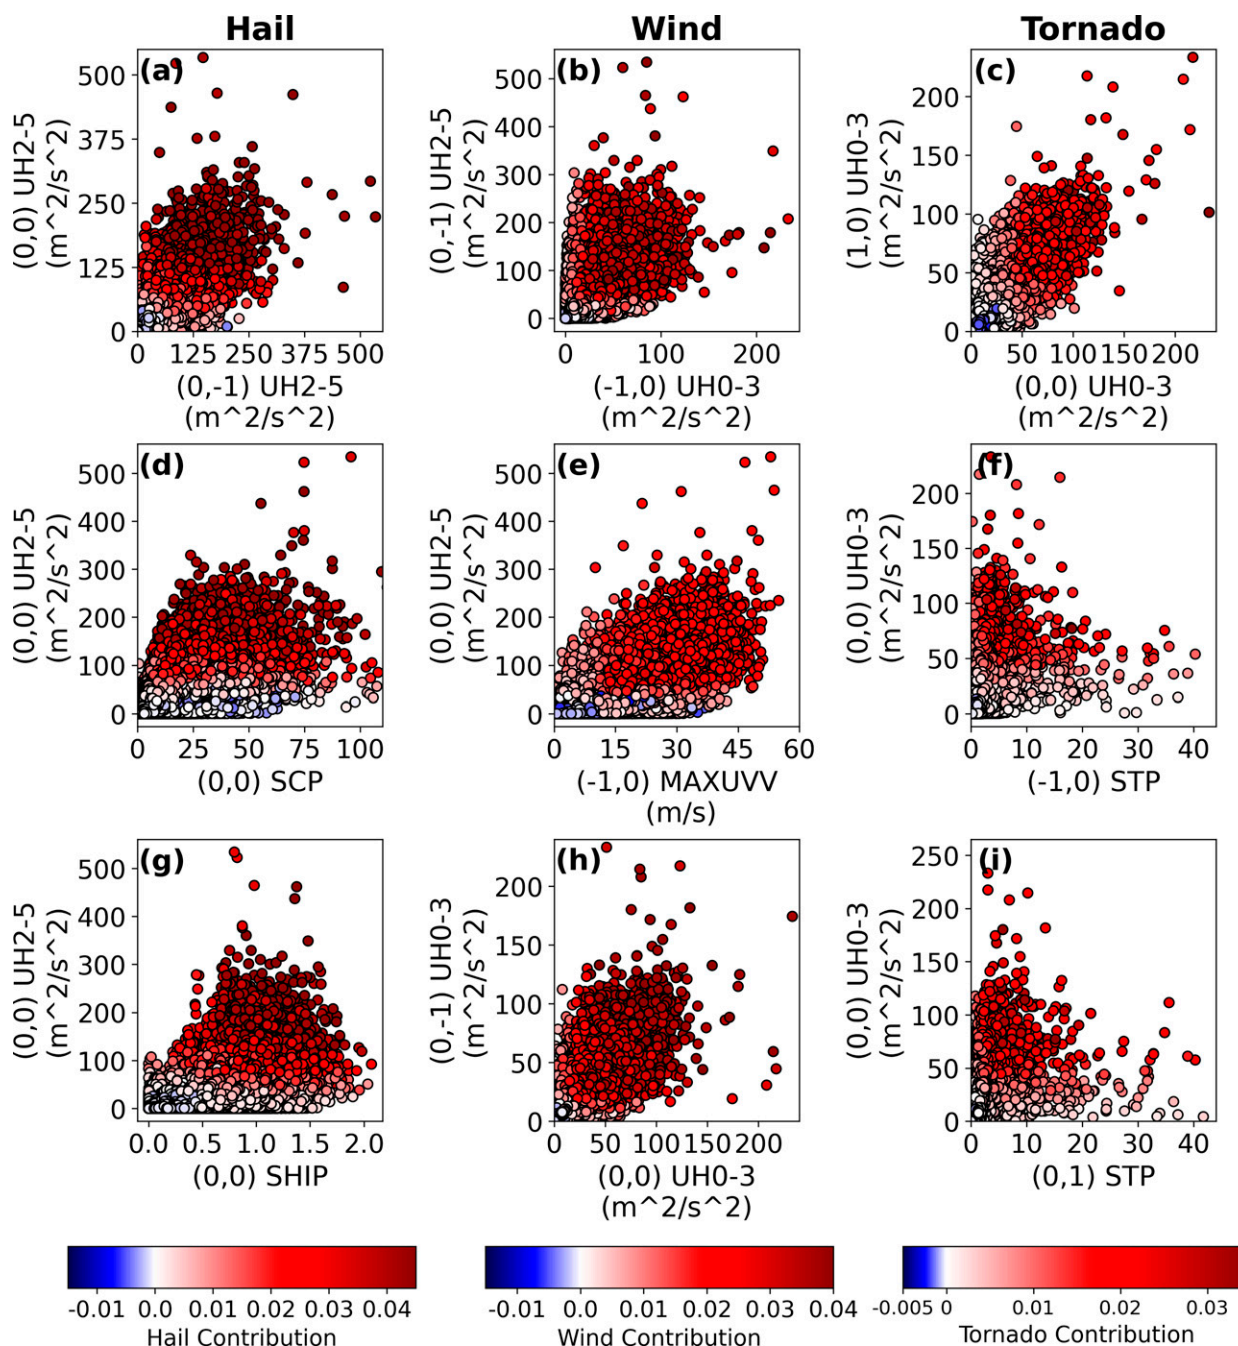 Hail
Wind
Tornado
(a)
(0,0) UH2-5
(m^2/s^2)
500
375
250
125
0
0 125 250 375 500
(0,-1) UH2-5
(m^2/s^2)
(b)
(0,-1) UH2-5
(m^2/s^2)
500
400
300
200
100
0
0 100 200
(-1,0) UH0-3
(m^2/s^2)
(c)
(1,0) UH0-3
(m^2/s^2)
200
150
100
50
0
0 50 100 150 200
(0,0) UH0-3
(m^2/s^2)
(d)
(0,0) UH2-5
(m^2/s^2)
500
400
300
200
100
0
0 25 50 75 100
(0,0) SCP
(e)
(0,0) UH2-5
(m^2/s^2)
500
400
300
200
100
0
0 15 30 45 60
(-1,0) MAXUVV
(m/s)
(f)
(0,0) UH0-3
(m^2/s^2)
200
150
100
50
0
0 10 20 30 40
(-1,0) STP
(g)
(0,0) UH2-5
(m^2/s^2)
500
400
300
200
100
0
0.0 0.5 1.0 1.5 2.0
(0,0) SHIP
(h)
(0,-1) UH0-3
(m^2/s^2)
200
150
100
50
0
0 50 100 150 200
(0,0) UH0-3
(m^2/s^2)
(i)
(0,0) UH0-3
(m^2/s^2)
250
200
150
100
50
0
0 10 20 30 40
(0,1) STP
-0.01 0.0 0.01 0.02 0.03 0.04
Hail Contribution
-0.01 0.0 0.01 0.02 0.03 0.04
Wind Contribution
-0.005 0 0.01 0.02 0.03
Tornado Contribution